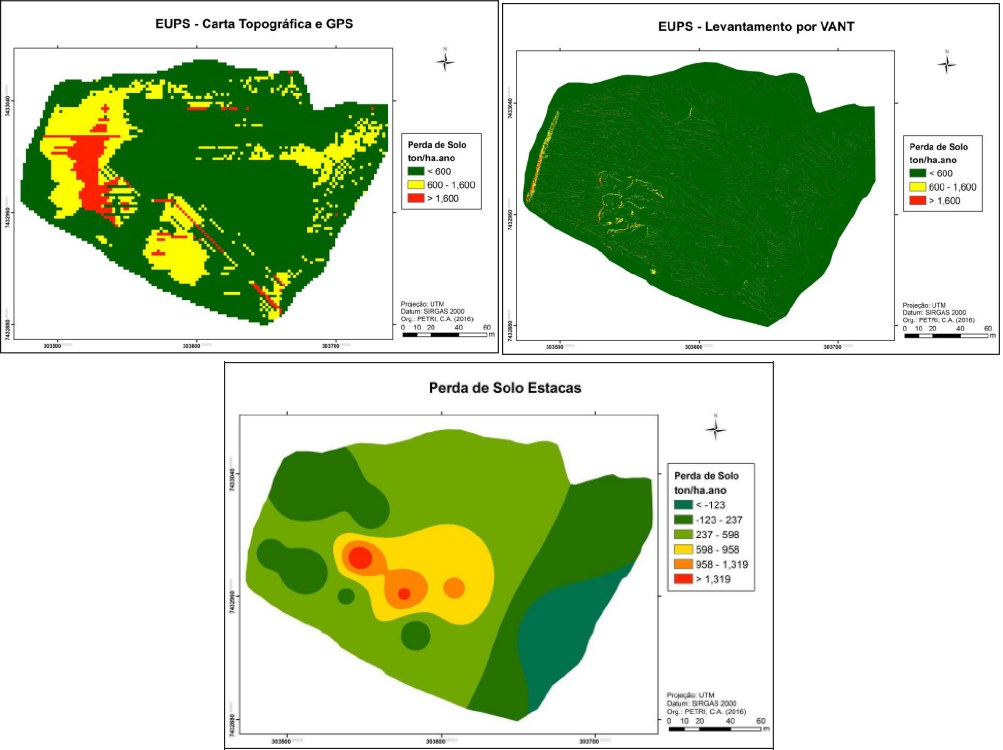 EUPS - Carta Topográfica e GPS
N
7433040
7432960
7432880
303500
303600
303700
Perda de Solo
ton/ha.ano
< 600
600 - 1,600
> 1,600
Projeção: UTM
Datum: SIRGAS 2000
Org.: PETRI, C.A. (2016)
0 10 20 40 60
m
EUPS - Levantamento por VANT
N
7433040
7432960
7432880
303500
303600
303700
Perda de Solo
ton/ha.ano
< 600
600 - 1,600
> 1,600
Projeção: UTM
Datum: SIRGAS 2000
Org.: PETRI, C.A. (2016)
0 10 20 40 60
m
Perda de Solo Estacas
N
7433040
7432960
7432880
303500
303600
303700
Perda de Solo
ton/ha.ano
< -123
-123 - 237
237 - 598
598 - 958
958 - 1,319
> 1,319
Projeção: UTM
Datum: SIRGAS 2000
Org.: PETRI, C.A. (2016)
0 10 20 40 60
m